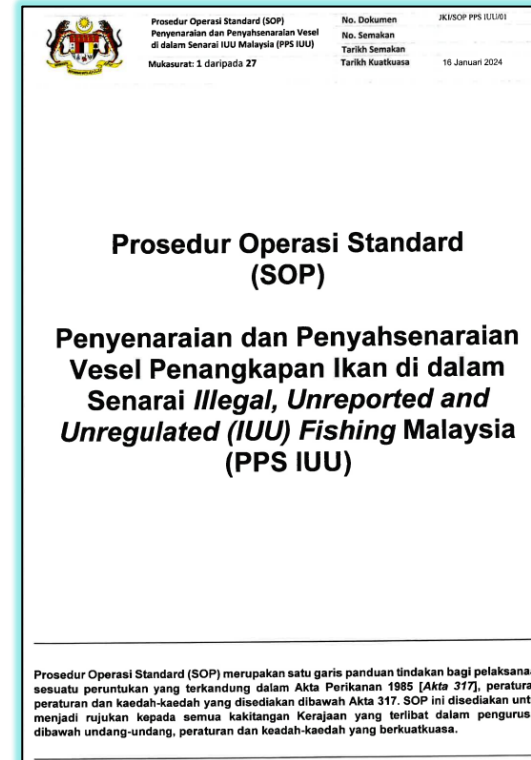 Prosedur Operasi Standard (SOP)
Penyenaraian dan Penyahsenaraian Vesel
di dalam Senarai IUU Malaysia (PPS IUU)
Mukasurat: 1 daripada 27
No. Dokumen JKI/SOP PPS IUU/01
No. Semakan
Tarikh Semakan
Tarikh Kuatkuasa 16 Januari 2024
Prosedur Operasi Standard
(SOP)
Penyenaraian dan Penyahsenaraian
Vesel Penangkapan Ikan di dalam
Senarai Illegal, Unreported and
Unregulated (IUU) Fishing Malaysia
(PPS IUU)
Prosedur Operasi Standard (SOP) merupakan satu garis panduan tindakan bagi pelaksana
sesuatu peruntukan yang terkandung dalam Akta Perikanan 1985 [Akta 317], peratura
peraturan dan kaedah-kaedah yang disediakan dibawah Akta 317. SOP ini disediakan unt
menjadi rujukan kepada semua kakitangan Kerajaan yang terlibat dalam pengurus
dibawah undang-undang, peraturan dan keadah-kaedah yang berkuatkuasa.